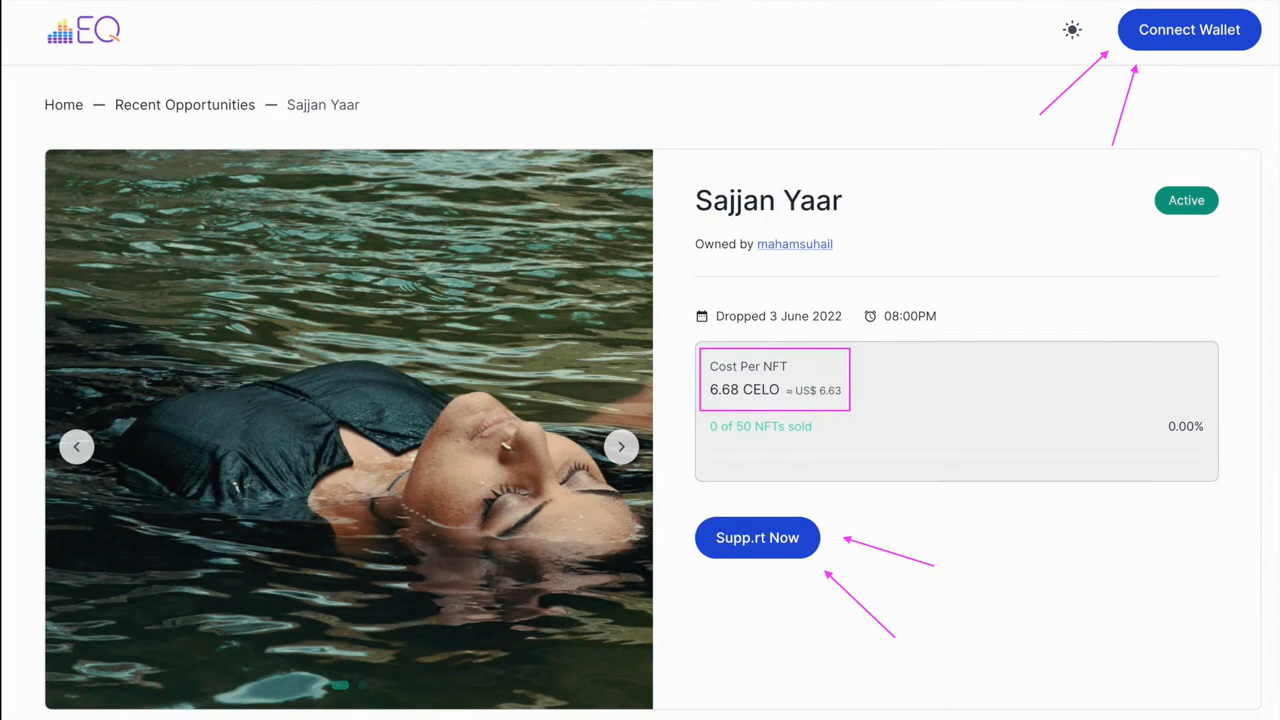 EQ
Connect Wallet
Home — Recent Opportunities — Sajjan Yaar
Sajjan Yaar
Active
Owned by mahamsuhail
Dropped 3 June 2022 08:00PM
Cost Per NFT
6.68 CELO ≈ US$ 6.63
0 of 50 NFTs sold 0.00%
Supp.rt Now